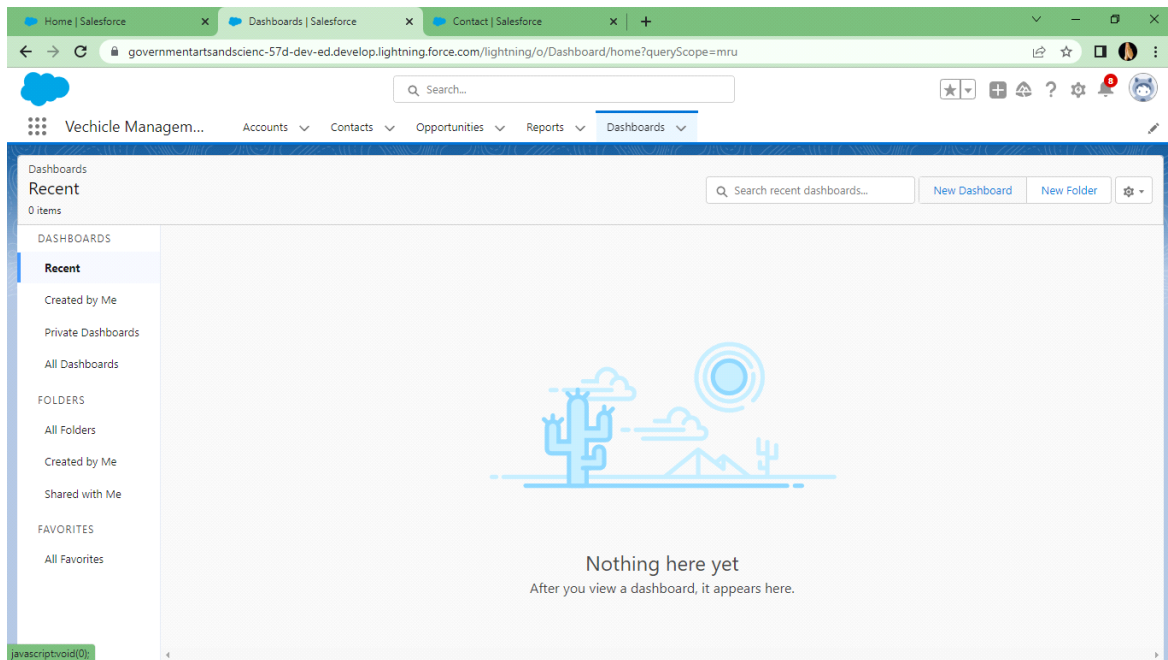 Home | Salesforce
Dashboards | Salesforce
Contact | Salesforce
governmentartsandscienc-57d-dev-ed.develop.lightning.force.com/lightning/o/Dashboard/home?queryScope=mru
Search...
8
Vechicle Managem... Accounts Contacts Opportunities Reports Dashboards
Dashboards
Recent
0 items
Search recent dashboards...
New Dashboard
New Folder
DASHBOARDS
Recent
Created by Me
Private Dashboards
All Dashboards
FOLDERS
All Folders
Created by Me
Shared with Me
FAVORITES
All Favorites
Nothing here yet
After you view a dashboard, it appears here.
javascript:void(0);